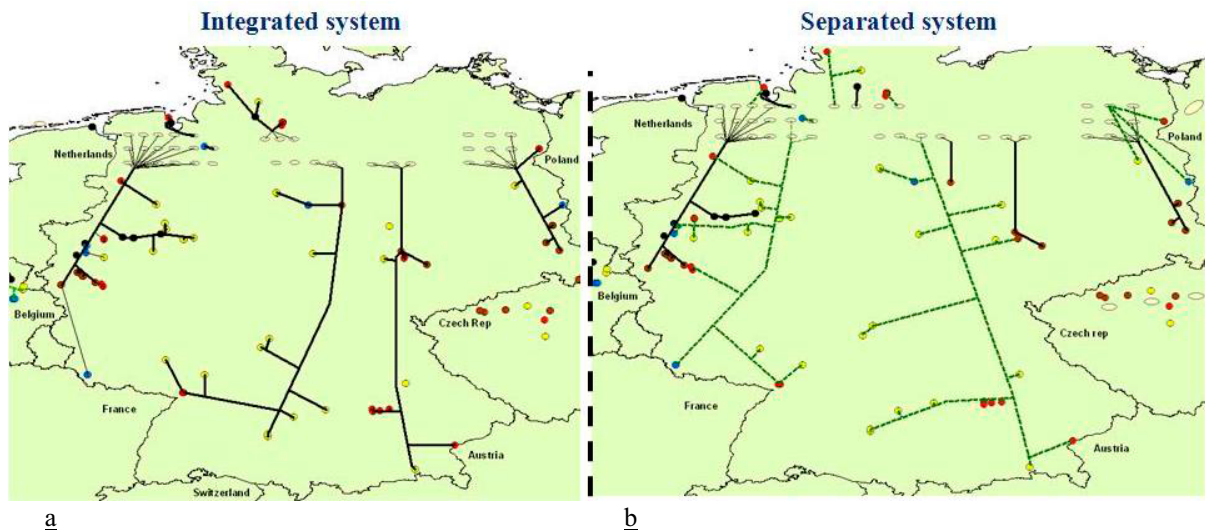 Integrated system
Separated system
Netherlands
Poland
Belgium
Czech Rep
France
Austria
Switzerland
Netherlands
Poland
Belgium
Czech rep
France
Austria
a
b